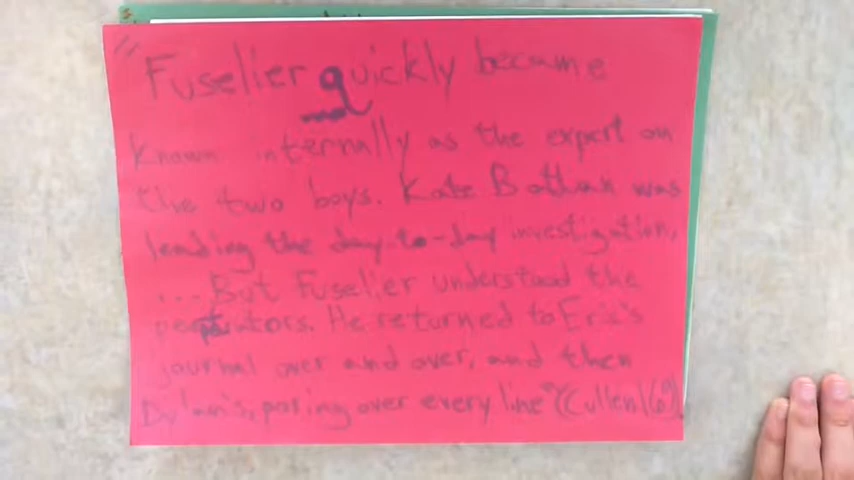 "Fuselier quickly became
known internally as the expert on
the two boys. Kate Battan was
leading the day-to-day investigation,
... But Fuselier understood the
He returned to Eric's
journal over and over, and then
Dylan's, poring over every line" (Cullen 168)